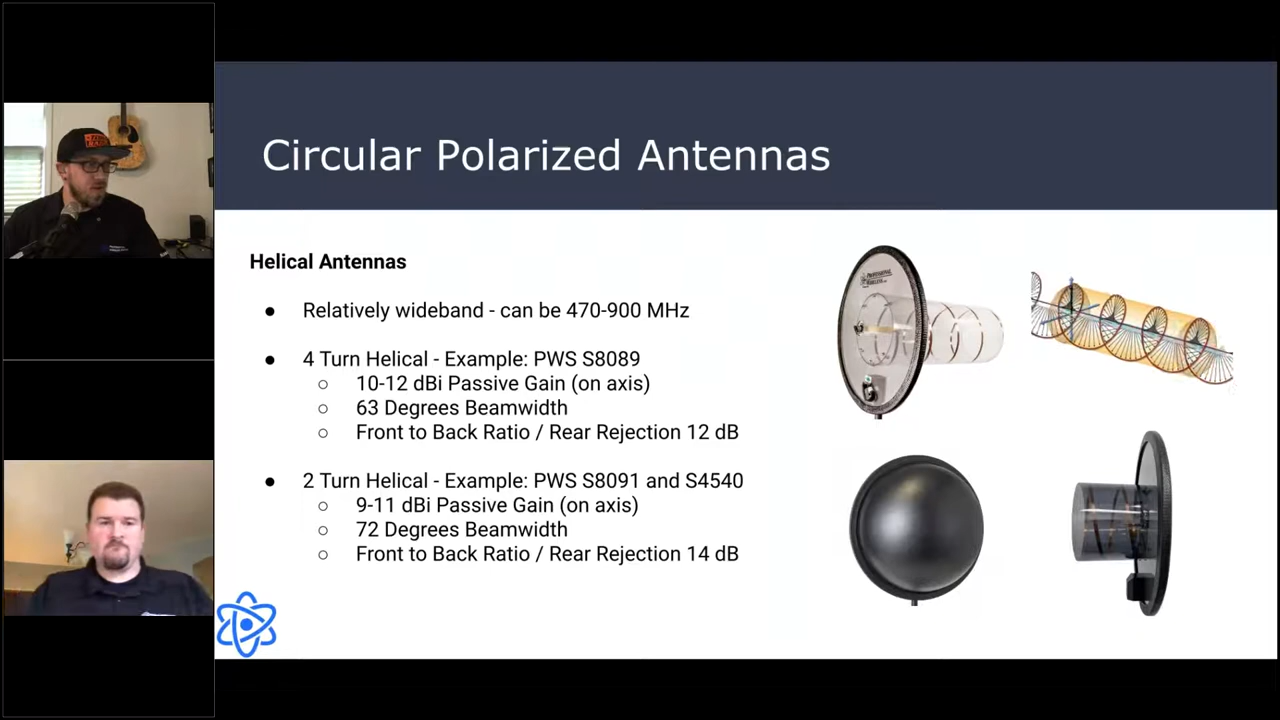 Circular Polarized Antennas
Helical Antennas
● Relatively wideband - can be 470-900 MHz
● 4 Turn Helical - Example: PWS S8089
○ 10-12 dBi Passive Gain (on axis)
○ 63 Degrees Beamwidth
○ Front to Back Ratio / Rear Rejection 12 dB
● 2 Turn Helical - Example: PWS S8091 and S4540
○ 9-11 dBi Passive Gain (on axis)
○ 72 Degrees Beamwidth
○ Front to Back Ratio / Rear Rejection 14 dB
PROFESSIONAL
WIRELESS